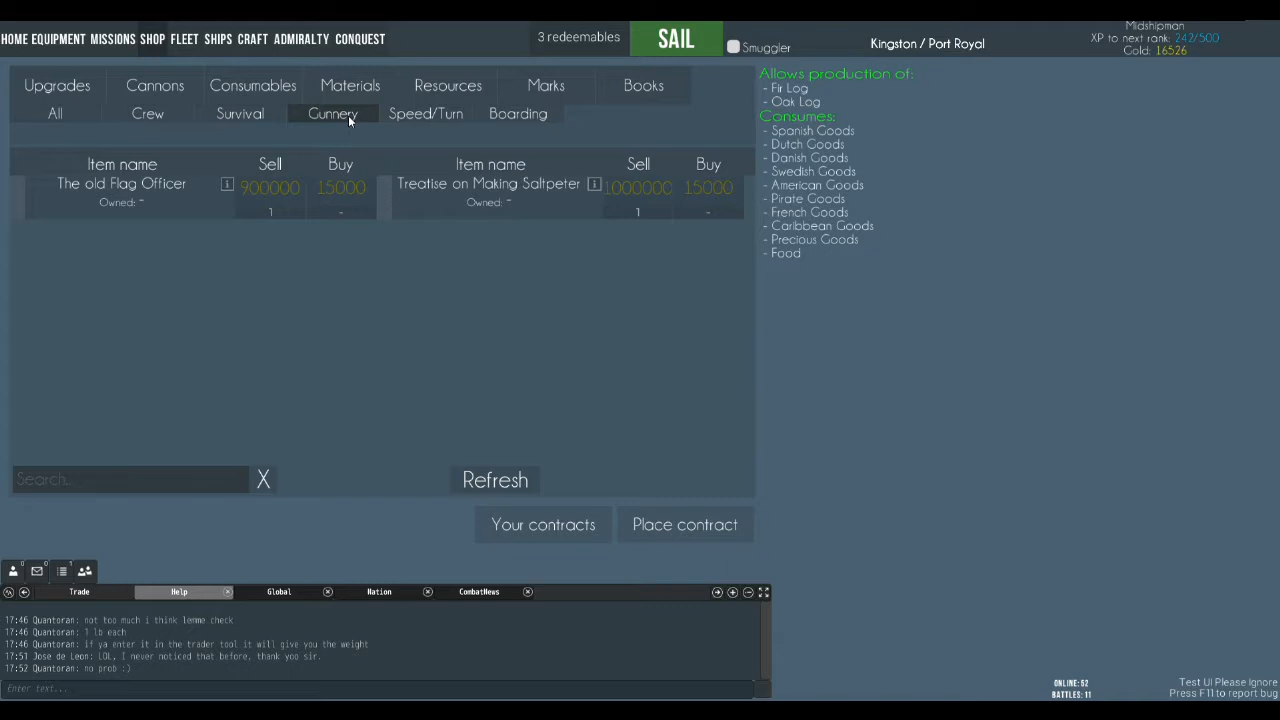 HOME EQUIPMENT MISSIONS SHOP FLEET SHIPS CRAFT ADMIRALTY CONQUEST
3 redeemables
SAIL
Smuggler
Kingston / Port Royal
Midshipman
XP to next rank: 242/500
Gold: 16526
Upgrades Cannons Consumables Materials Resources Marks Books
All Crew Survival Gunnery Speed/Turn Boarding
Item name Sell Buy Item name Sell Buy
The old Flag Officer i 900000 15000 Treatise on Making Saltpeter i 1000000 15000
Owned: - 1 - Owned: - 1 -
Allows production of:
- Fir Log
- Oak Log
Consumes:
- Spanish Goods
- Dutch Goods
- Danish Goods
- Swedish Goods
- American Goods
- Pirate Goods
- French Goods
- Caribbean Goods
- Precious Goods
- Food
Search... X Refresh
Your contracts Place contract
0 0 1
Trade Help Global Nation CombatNews
17:46 Quantoran: not too much i think lemme check
17:46 Quantoran: 1 lb each
17:46 Quantoran: if ya enter it in the trader tool it will give you the weight
17:51 Jose de Leon: LOL, I never noticed that before, thank yoo sir.
17:52 Quantoran: no prob :)
Enter text...
ONLINE: 52
BATTLES: 11
Test UI Please Ignore
Press F11 to report bug